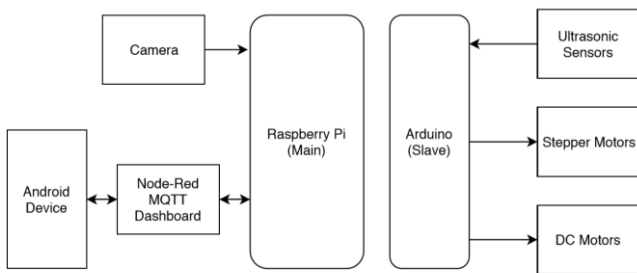 Camera
Android
Device
Node-Red
MQTT
Dashboard
Raspberry Pi
(Main)
Arduino
(Slave)
Ultrasonic
Sensors
Stepper Motors
DC Motors